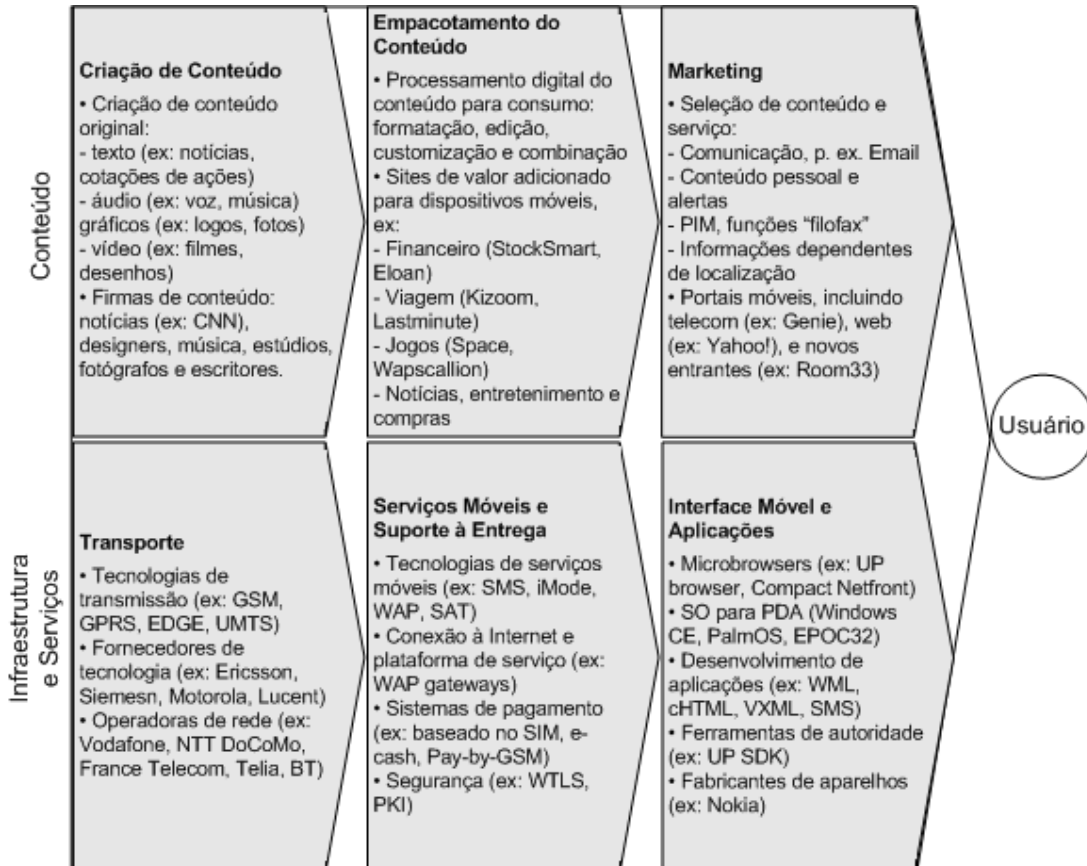 Conteúdo
Criação de Conteúdo
• Criação de conteúdo
original:
- texto (ex: notícias,
cotações de ações)
- áudio (ex: voz, música)
gráficos (ex: logos, fotos)
- vídeo (ex: filmes,
desenhos)
• Firmas de conteúdo:
notícias (ex: CNN),
designers, música, estúdios,
fotógrafos e escritores.
Empacotamento do
Conteúdo
• Processamento digital do
conteúdo para consumo:
formatação, edição,
customização e combinação
• Sites de valor adicionado
para dispositivos móveis,
ex:
- Financeiro (StockSmart,
Eloan)
- Viagem (Kizoom,
Lastminute)
- Jogos (Space,
Wapscallion)
- Notícias, entretenimento e
compras
Marketing
• Seleção de conteúdo e
serviço:
- Comunicação, p. ex. Email
- Conteúdo pessoal e
alertas
- PIM, funções “filofax”
- Informações dependentes
de localização
• Portais móveis, incluindo
telecom (ex: Genie), web
(ex: Yahoo!), e novos
entrantes (ex: Room33)
Usuário
Infraestrutura
e Serviços
Transporte
• Tecnologias de
transmissão (ex: GSM,
GPRS, EDGE, UMTS)
• Fornecedores de
tecnologia (ex: Ericsson,
Siemesn, Motorola, Lucent)
• Operadoras de rede (ex:
Vodafone, NTT DoCoMo,
France Telecom, Telia, BT)
Serviços Móveis e
Suporte à Entrega
• Tecnologias de serviços
móveis (ex: SMS, iMode,
WAP, SAT)
• Conexão à Internet e
plataforma de serviço (ex:
WAP gateways)
• Sistemas de pagamento
(ex: baseado no SIM, e-
cash, Pay-by-GSM)
• Segurança (ex: WTLS,
PKI)
Interface Móvel e
Aplicações
• Microbrowsers (ex: UP
browser, Compact Netfront)
• SO para PDA (Windows
CE, PalmOS, EPOC32)
• Desenvolvimento de
aplicações (ex: WML,
cHTML, VXML, SMS)
• Ferramentas de autoridade
(ex: UP SDK)
• Fabricantes de aparelhos
(ex: Nokia)